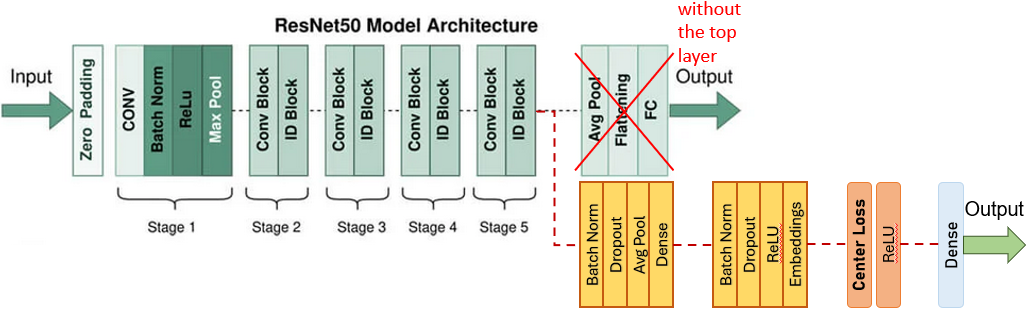 ResNet50 Model Architecture
without
the top
layer
Input
Zero Padding
CONV
Batch Norm
ReLu
Max Pool
Conv Block
ID Block
Conv Block
ID Block
Conv Block
ID Block
Conv Block
ID Block
Avg Pool
Flattening
FC
Output
Stage 1
Stage 2
Stage 3
Stage 4
Stage 5
Batch Norm
Dropout
Avg Pool
Dense
Batch Norm
Dropout
ReLU
Embeddings
Center Loss
ReLU
Dense
Output